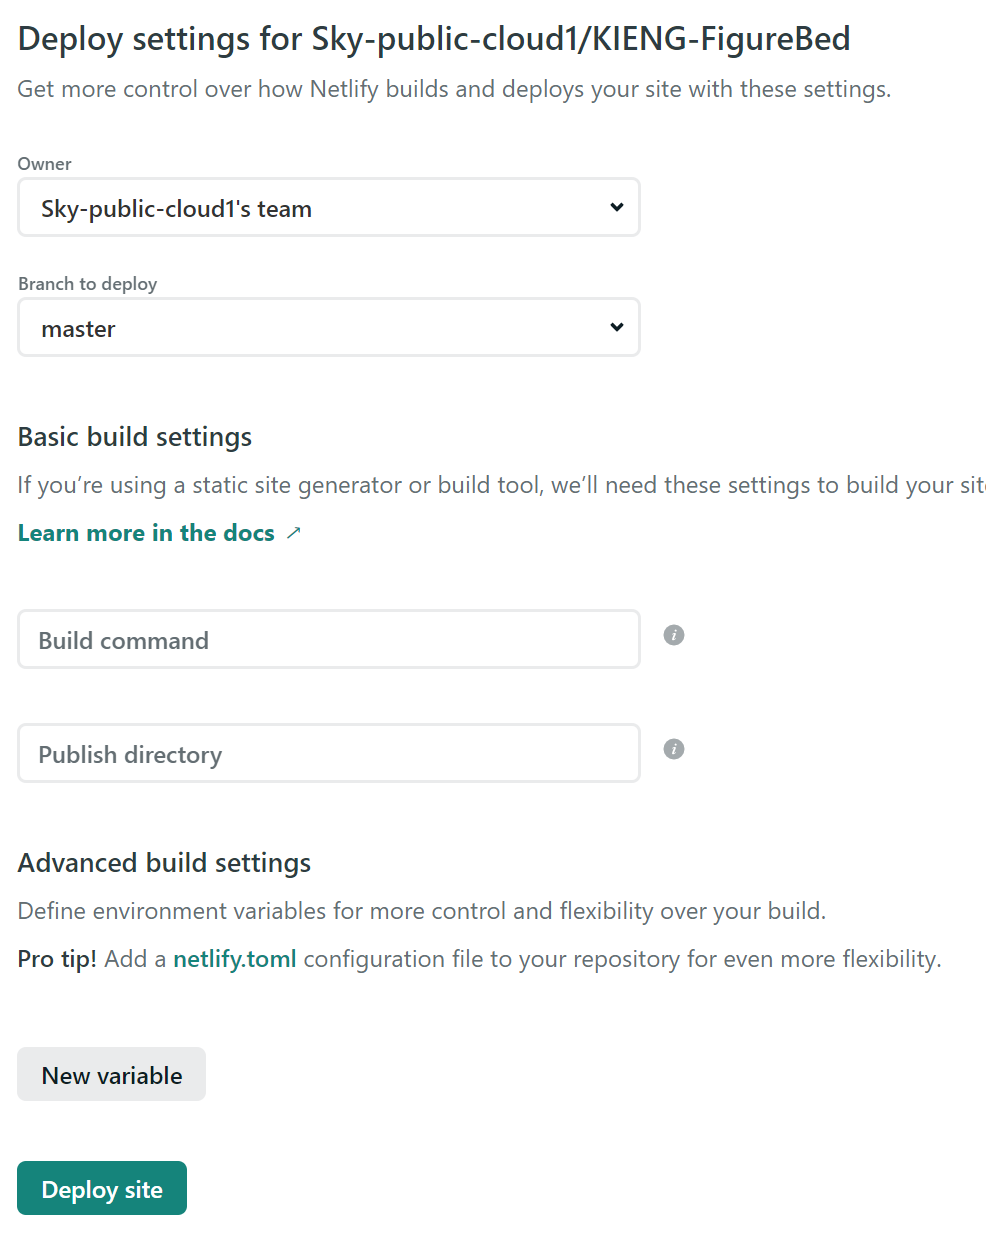 Deploy settings for Sky-public-cloud1/KIENG-FigureBed
Get more control over how Netlify builds and deploys your site with these settings.
Owner
Sky-public-cloud1's team
Branch to deploy
master
Basic build settings
If you’re using a static site generator or build tool, we’ll need these settings to build your sit
Learn more in the docs ↗
Build command
i
Publish directory
i
Advanced build settings
Define environment variables for more control and flexibility over your build.
Pro tip! Add a netlify.toml configuration file to your repository for even more flexibility.
New variable
Deploy site